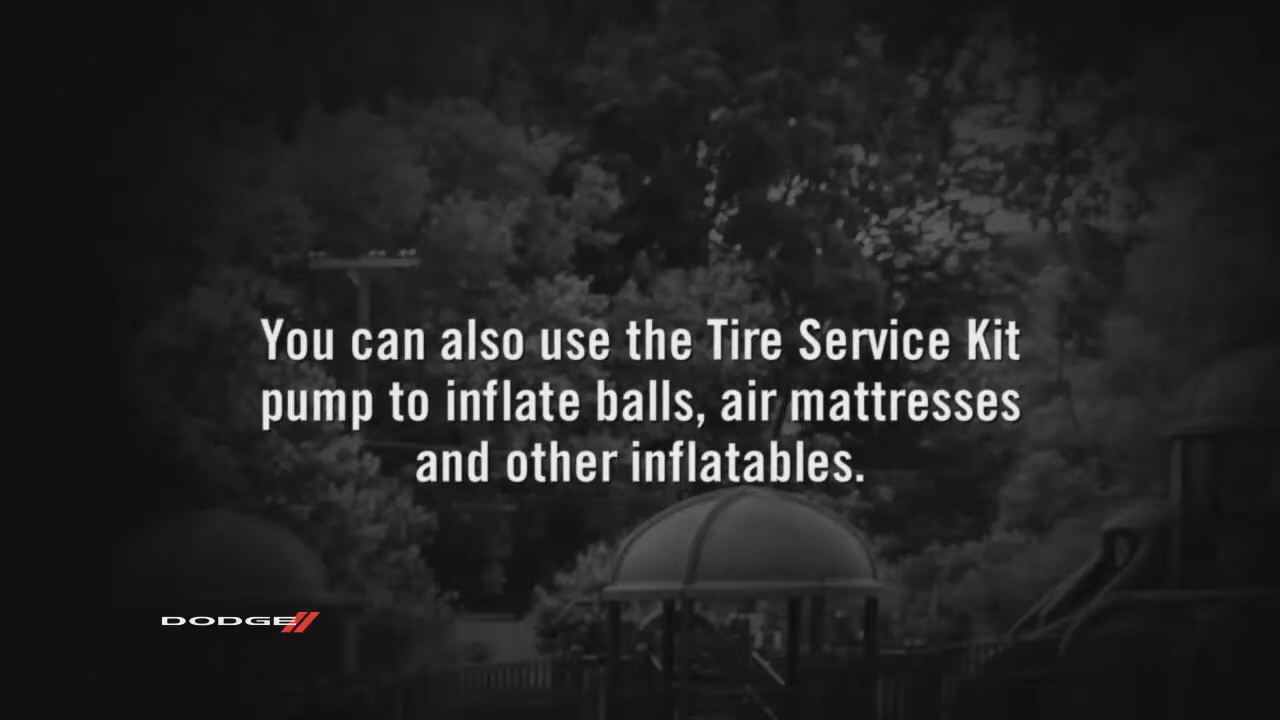 You can also use the Tire Service Kit
pump to inflate balls, air mattresses
and other inflatables.
DODGE